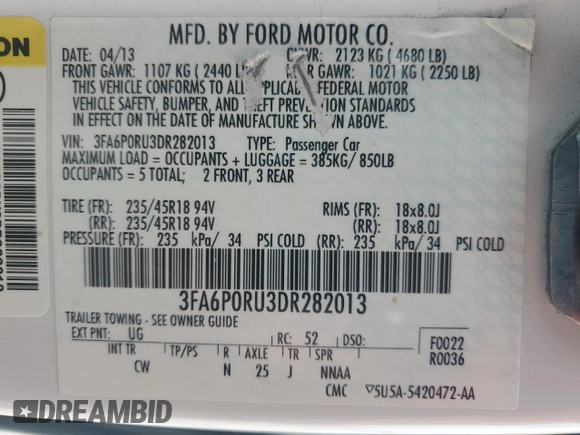 ON
MFD. BY FORD MOTOR CO.
DATE: 04/13 GVWR: 2123 KG ( 4680 LB)
FRONT GAWR: 1107 KG ( 2440 LB) GAWR: 1021 KG ( 2250 LB)
THIS VEHICLE CONFORMS TO ALL APPLICABLE FEDERAL MOTOR
VEHICLE SAFETY, BUMPER, AND THEFT PREVENTION STANDARDS
IN EFFECT ON THE DATE OF MANUFACTURE SHOWN ABOVE.
VIN: 3FA6P0RU3DR282013 TYPE: Passenger Car
MAXIMUM LOAD = OCCUPANTS + LUGGAGE = 385KG/ 850LB
OCCUPANTS = 5 TOTAL; 2 FRONT, 3 REAR
TIRE (FR): 235/45R18 94V RIMS (FR): 18x8.0J
(RR): 235/45R18 94V (RR): 18x8.0J
PRESSURE (FR): 235 kPa/ 34 PSI COLD (RR): 235 kPa/ 34 PSI COLD
3FA6P0RU3DR282013
TRAILER TOWING - SEE OWNER GUIDE
EXT PNT: UG RC: 52 DSO: F0022
R0036
INT TR TP/PS R AXLE TR SPR
CW N 25 J NNAA
CMC 5U5A-5420472-AA
DREAMBID